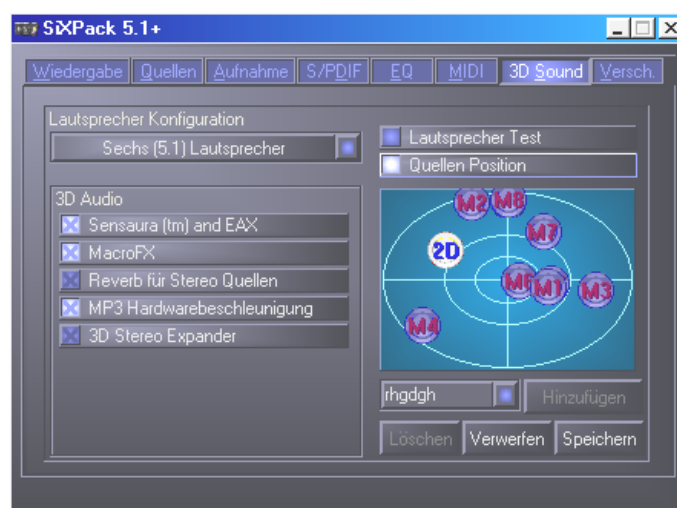 SiXPack 5.1+
Wiedergabe Quellen Aufnahme S/PDIF EQ MIDI 3D Sound Versch.
Lautsprecher Konfiguration
Sechs (5.1) Lautsprecher
Lautsprecher Test
Quellen Position
3D Audio
Sensaura (tm) and EAX
MacroFX
Reverb für Stereo Quellen
MP3 Hardwarebeschleunigung
3D Stereo Expander
M2 M8
M7
2D
M1 M3
M4
rhgdgh Hinzufügen
Löschen Verwerfen Speichern